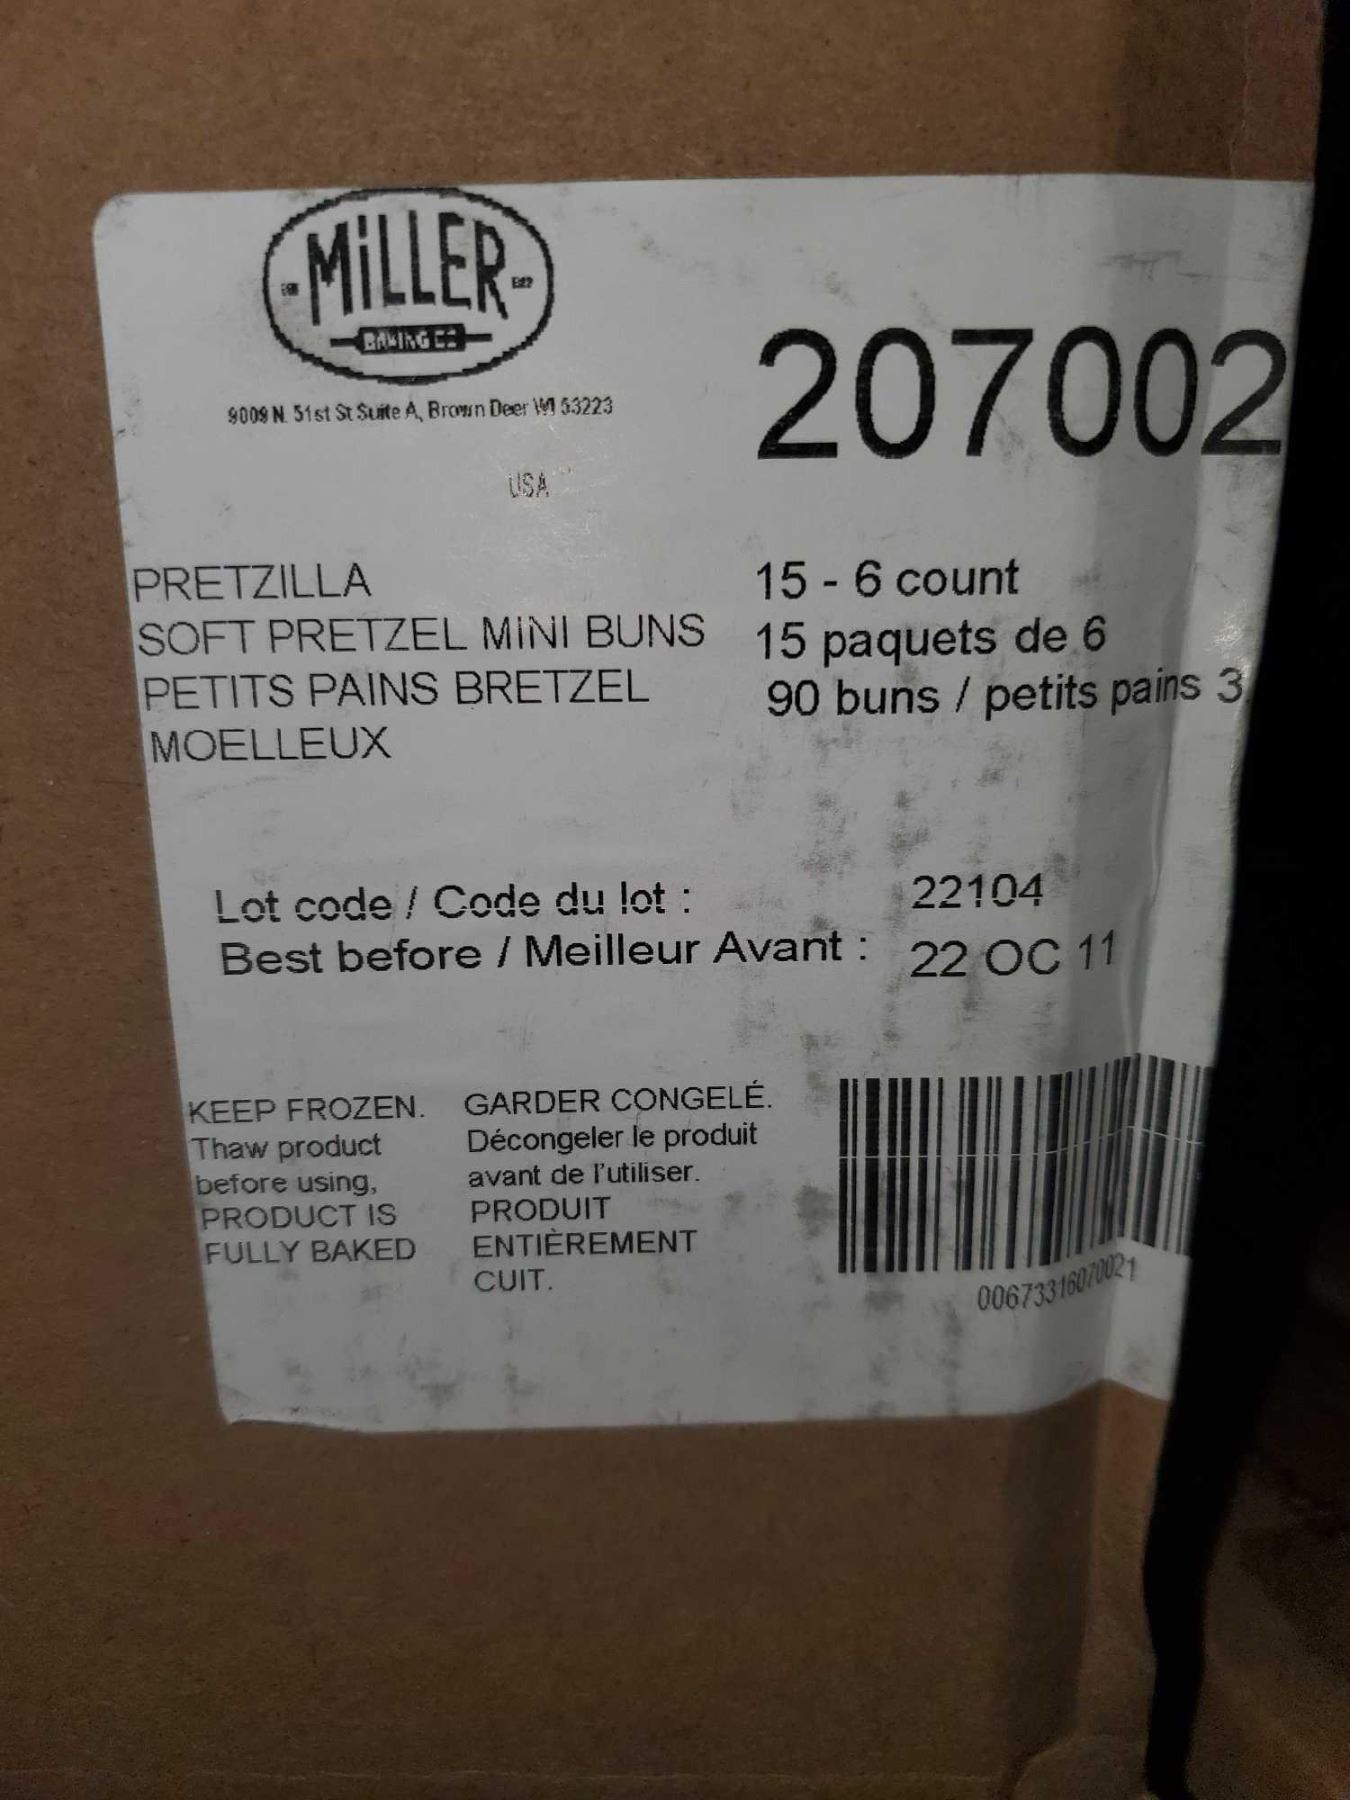 MiLLER
BAKING CO
9009 N. 51st St Suite A, Brown Deer WI 53223
USA
207002
PRETZILLA
SOFT PRETZEL MINI BUNS
PETITS PAINS BRETZEL
MOELLEUX
15 - 6 count
15 paquets de 6
90 buns / petits pains 3
Lot code / Code du lot : 22104
Best before / Meilleur Avant : 22 OC 11
KEEP FROZEN.
Thaw product
before using,
PRODUCT IS
FULLY BAKED
GARDER CONGELÉ.
Décongeler le produit
avant de l'utiliser.
PRODUIT
ENTIÈREMENT
CUIT.
00673316070021